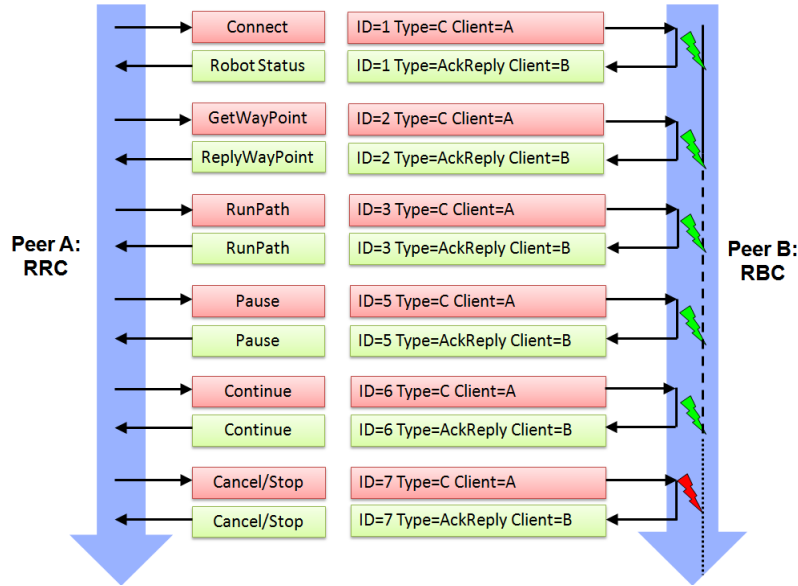 Connect
ID=1 Type=C Client=A
Robot Status
ID=1 Type=AckReply Client=B
GetWayPoint
ID=2 Type=C Client=A
ReplyWayPoint
ID=2 Type=AckReply Client=B
RunPath
ID=3 Type=C Client=A
RunPath
ID=3 Type=AckReply Client=B
Peer A:
RRC
Peer B:
RBC
Pause
ID=5 Type=C Client=A
Pause
ID=5 Type=AckReply Client=B
Continue
ID=6 Type=C Client=A
Continue
ID=6 Type=AckReply Client=B
Cancel/Stop
ID=7 Type=C Client=A
Cancel/Stop
ID=7 Type=AckReply Client=B